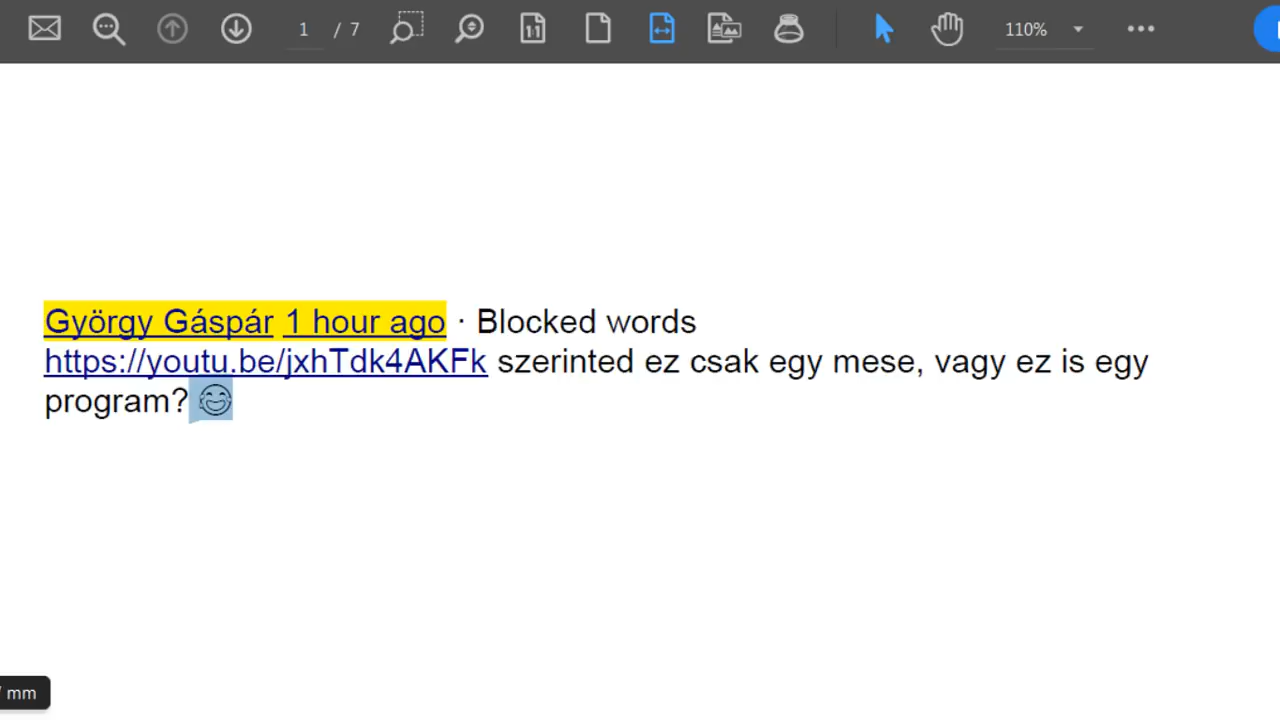 1 / 7 110%
György Gáspár 1 hour ago · Blocked words
https://youtu.be/jxhTdk4AKFk szerinted ez csak egy mese, vagy ez is egy
program? 😄
mm